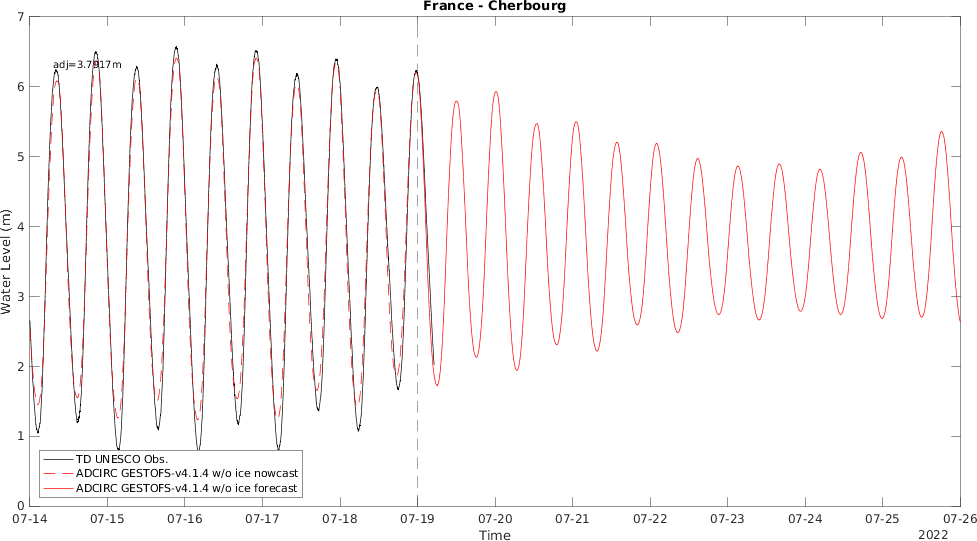 France - Cherbourg
adj=3.7917m
Water Level (m)
7
6
5
4
3
2
1
0
TD UNESCO Obs.
ADCIRC GESTOFS-v4.1.4 w/o ice nowcast
ADCIRC GESTOFS-v4.1.4 w/o ice forecast
07-14 07-15 07-16 07-17 07-18 07-19 07-20 07-21 07-22 07-23 07-24 07-25 07-26
Time
2022